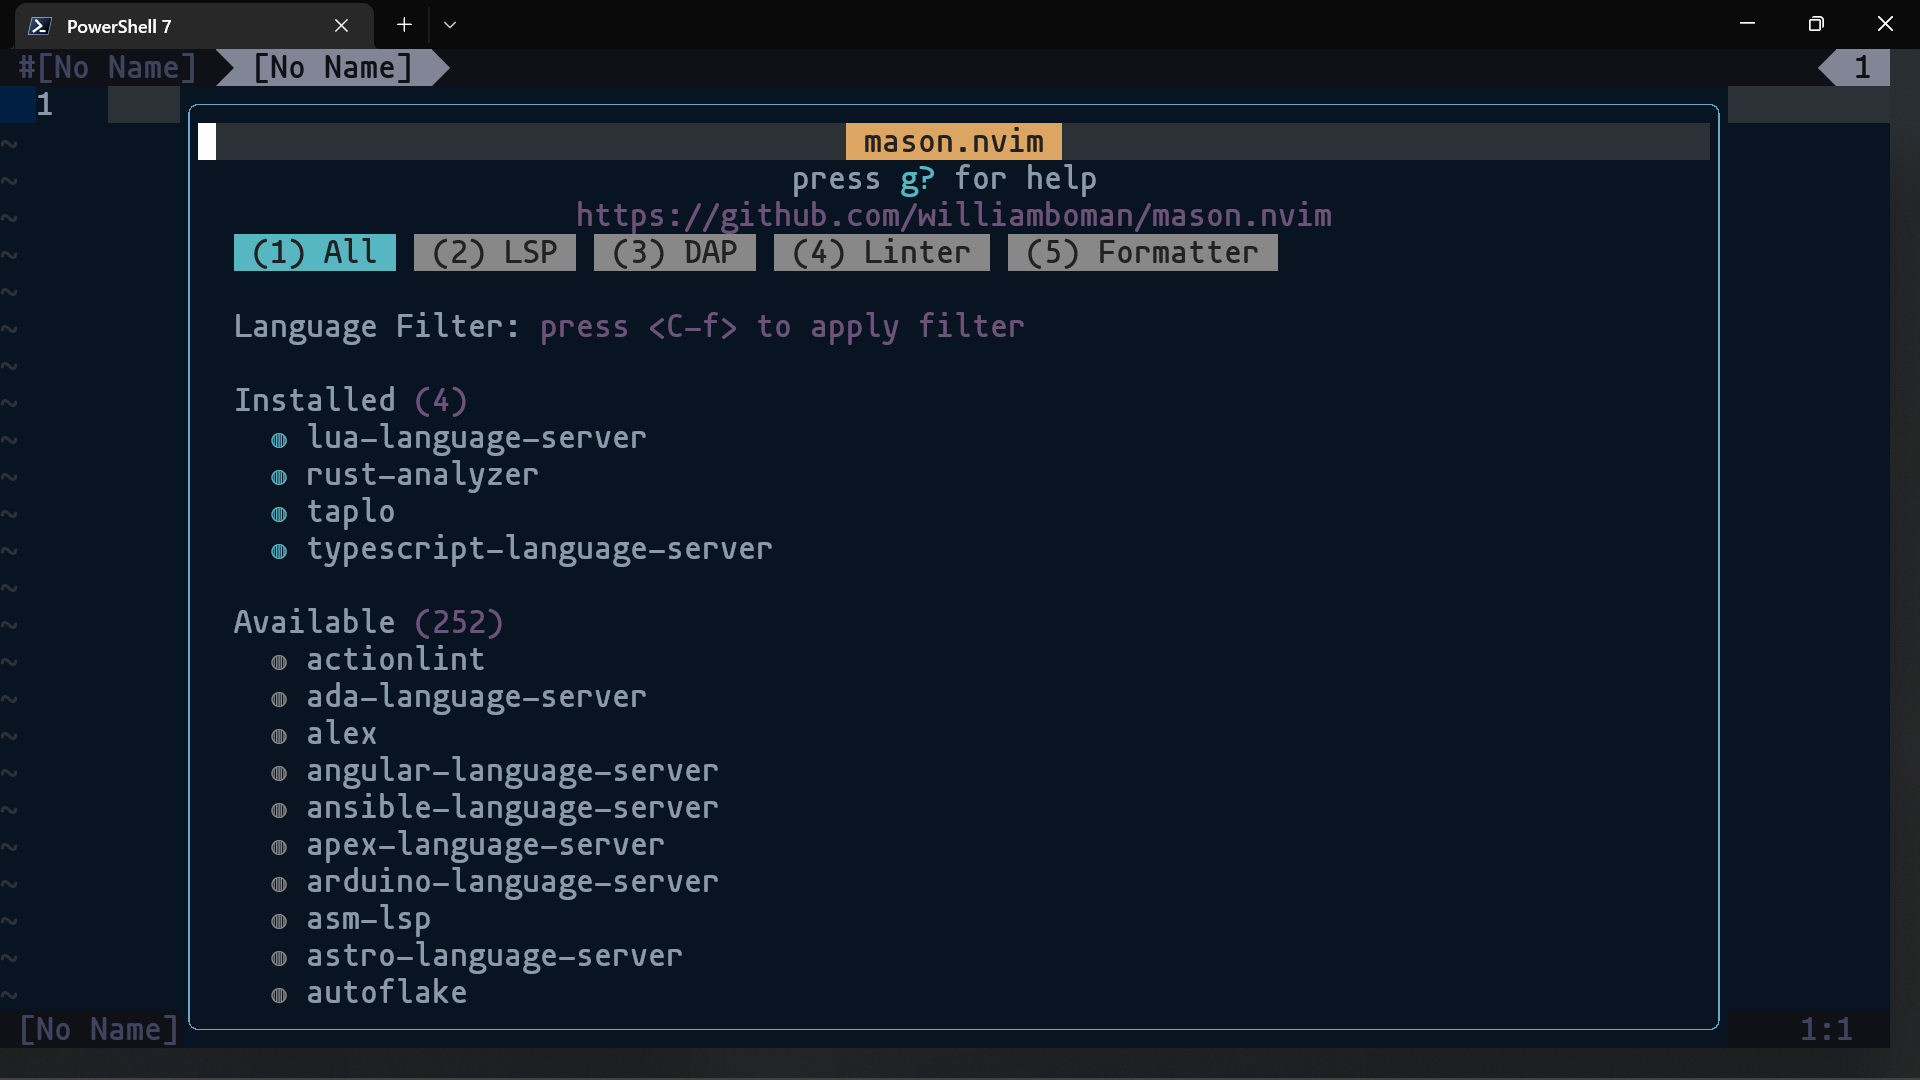 PowerShell 7
#[No Name] [No Name] 1
1
mason.nvim
~ press g? for help
~ https://github.com/williamboman/mason.nvim
~ (1) All (2) LSP (3) DAP (4) Linter (5) Formatter
~
~ Language Filter: press <C-f> to apply filter
~
~ Installed (4)
~ ◍ lua-language-server
~ ◍ rust-analyzer
~ ◍ taplo
~ ◍ typescript-language-server
~
~ Available (252)
~ ◍ actionlint
~ ◍ ada-language-server
~ ◍ alex
~ ◍ angular-language-server
~ ◍ ansible-language-server
~ ◍ apex-language-server
~ ◍ arduino-language-server
~ ◍ asm-lsp
~ ◍ astro-language-server
~ ◍ autoflake
[No Name] 1:1